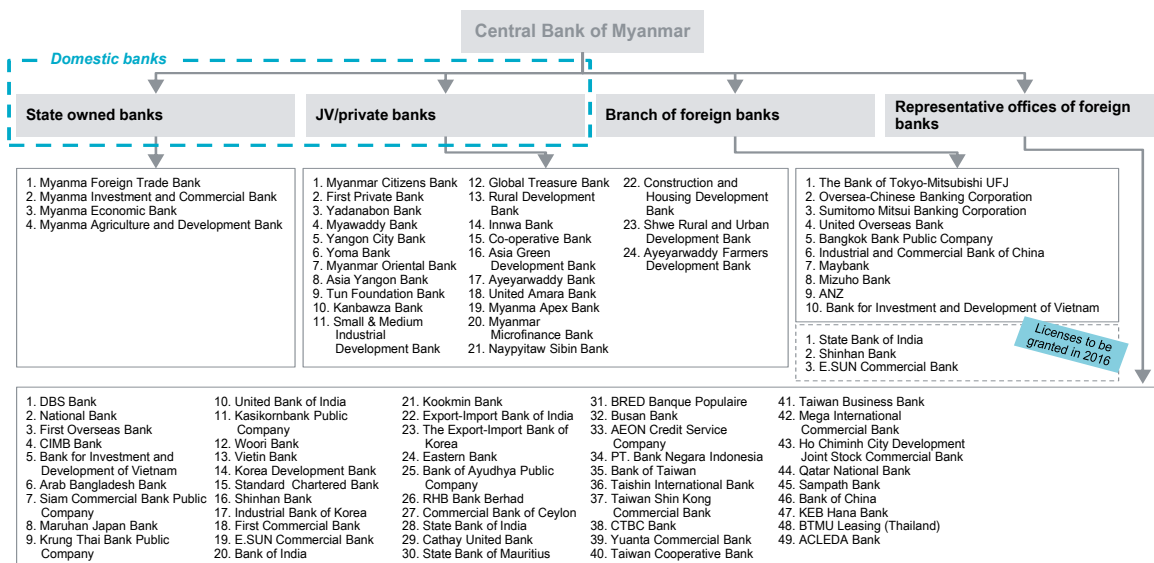 Central Bank of Myanmar
Domestic banks
State owned banks
JV/private banks
Branch of foreign banks
Representative offices of foreign
banks
1. Myanma Foreign Trade Bank
2. Myanma Investment and Commercial Bank
3. Myanma Economic Bank
4. Myanma Agriculture and Development Bank
1. Myanmar Citizens Bank
2. First Private Bank
3. Yadanabon Bank
4. Myawaddy Bank
5. Yangon City Bank
6. Yoma Bank
7. Myanmar Oriental Bank
8. Asia Yangon Bank
9. Tun Foundation Bank
10. Kanbawza Bank
11. Small & Medium
Industrial
Development Bank
12. Global Treasure Bank
13. Rural Development
Bank
14. Innwa Bank
15. Co-operative Bank
16. Asia Green
Development Bank
17. Ayeyarwaddy Bank
18. United Amara Bank
19. Myanma Apex Bank
20. Myanmar
Microfinance Bank
21. Naypyitaw Sibin Bank
22. Construction and
Housing Development
Bank
23. Shwe Rural and Urban
Development Bank
24. Ayeyarwaddy Farmers
Development Bank
1. The Bank of Tokyo-Mitsubishi UFJ
2. Oversea-Chinese Banking Corporation
3. Sumitomo Mitsui Banking Corporation
4. United Overseas Bank
5. Bangkok Bank Public Company
6. Industrial and Commercial Bank of China
7. Maybank
8. Mizuho Bank
9. ANZ
10. Bank for Investment and Development of Vietnam
1. State Bank of India
2. Shinhan Bank
3. E.SUN Commercial Bank
Licenses to be
granted in 2016
1. DBS Bank
2. National Bank
3. First Overseas Bank
4. CIMB Bank
5. Bank for Investment and
Development of Vietnam
6. Arab Bangladesh Bank
7. Siam Commercial Bank Public
Company
8. Maruhan Japan Bank
9. Krung Thai Bank Public
Company
10. United Bank of India
11. Kasikornbank Public
Company
12. Woori Bank
13. Vietin Bank
14. Korea Development Bank
15. Standard Chartered Bank
16. Shinhan Bank
17. Industrial Bank of Korea
18. First Commercial Bank
19. E.SUN Commercial Bank
20. Bank of India
21. Kookmin Bank
22. Export-Import Bank of India
23. The Export-Import Bank of
Korea
24. Eastern Bank
25. Bank of Ayudhya Public
Company
26. RHB Bank Berhad
27. Commercial Bank of Ceylon
28. State Bank of India
29. Cathay United Bank
30. State Bank of Mauritius
31. BRED Banque Populaire
32. Busan Bank
33. AEON Credit Service
Company
34. PT. Bank Negara Indonesia
35. Bank of Taiwan
36. Taishin International Bank
37. Taiwan Shin Kong
Commercial Bank
38. CTBC Bank
39. Yuanta Commercial Bank
40. Taiwan Cooperative Bank
41. Taiwan Business Bank
42. Mega International
Commercial Bank
43. Ho Chiminh City Development
Joint Stock Commercial Bank
44. Qatar National Bank
45. Sampath Bank
46. Bank of China
47. KEB Hana Bank
48. BTMU Leasing (Thailand)
49. ACLEDA Bank